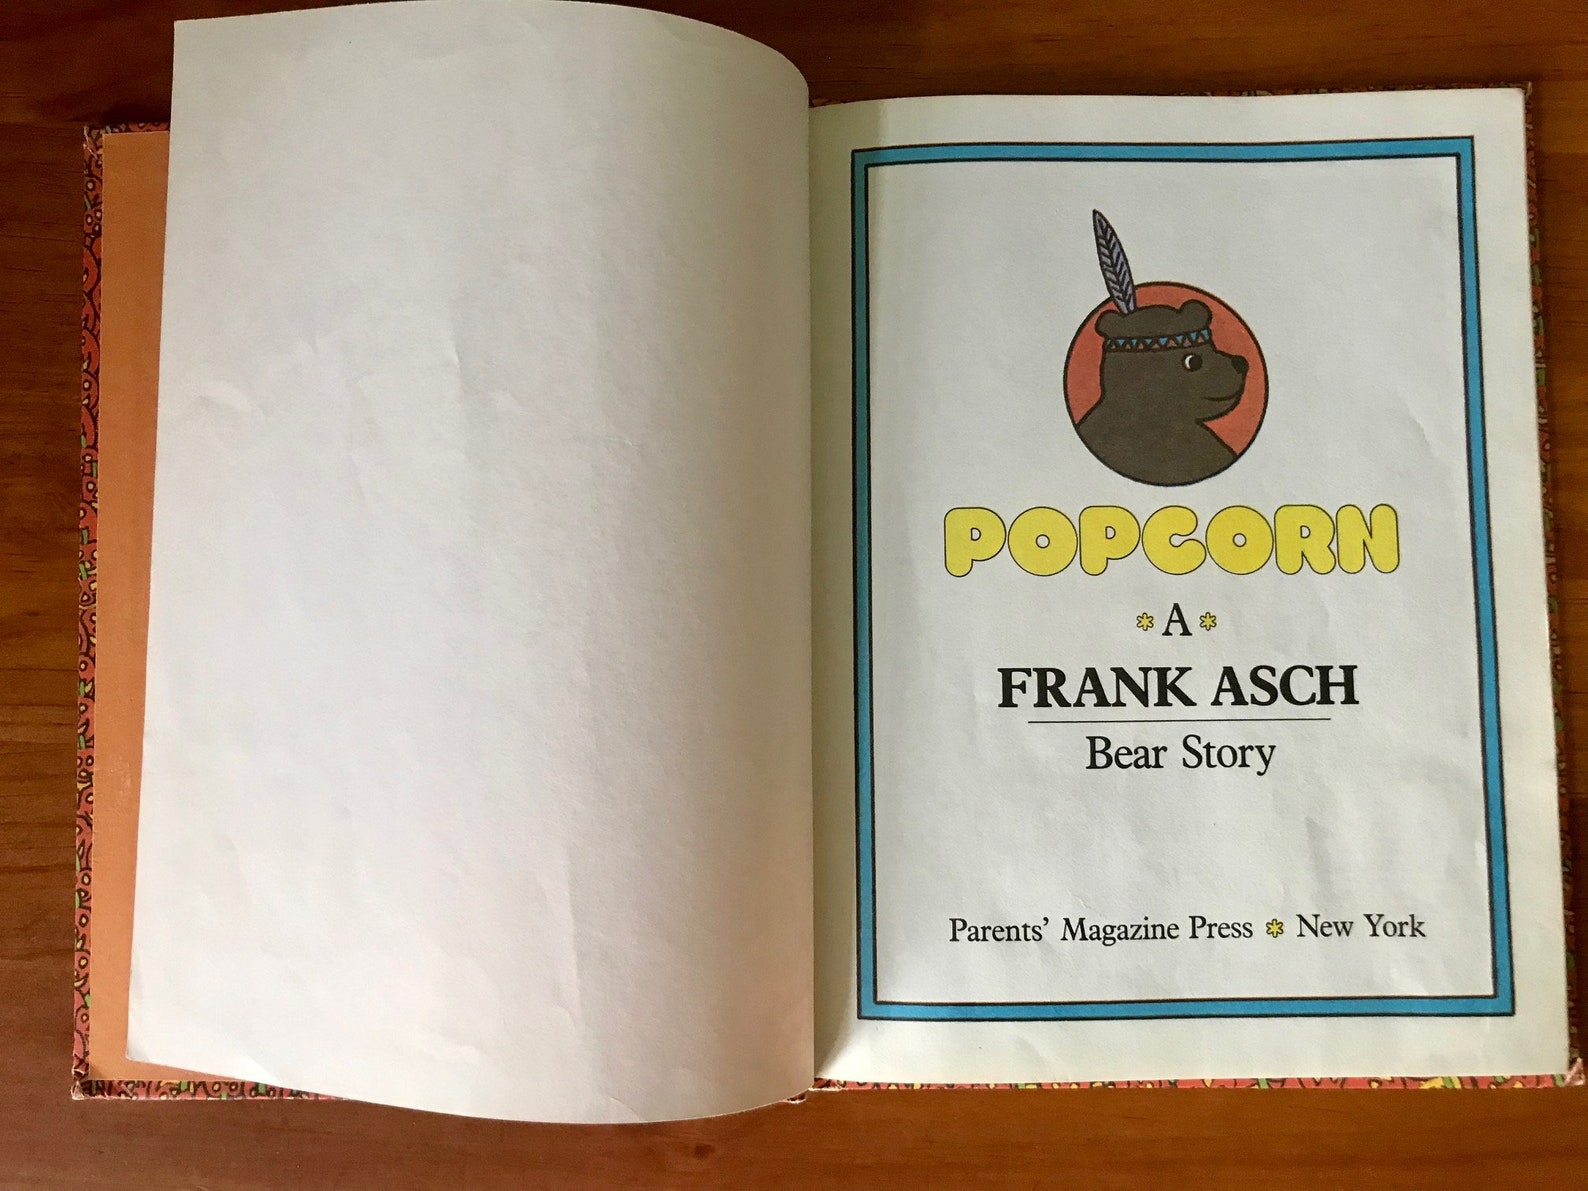 POPCORN
* A *
FRANK ASCH
Bear Story
Parents’ Magazine Press * New York